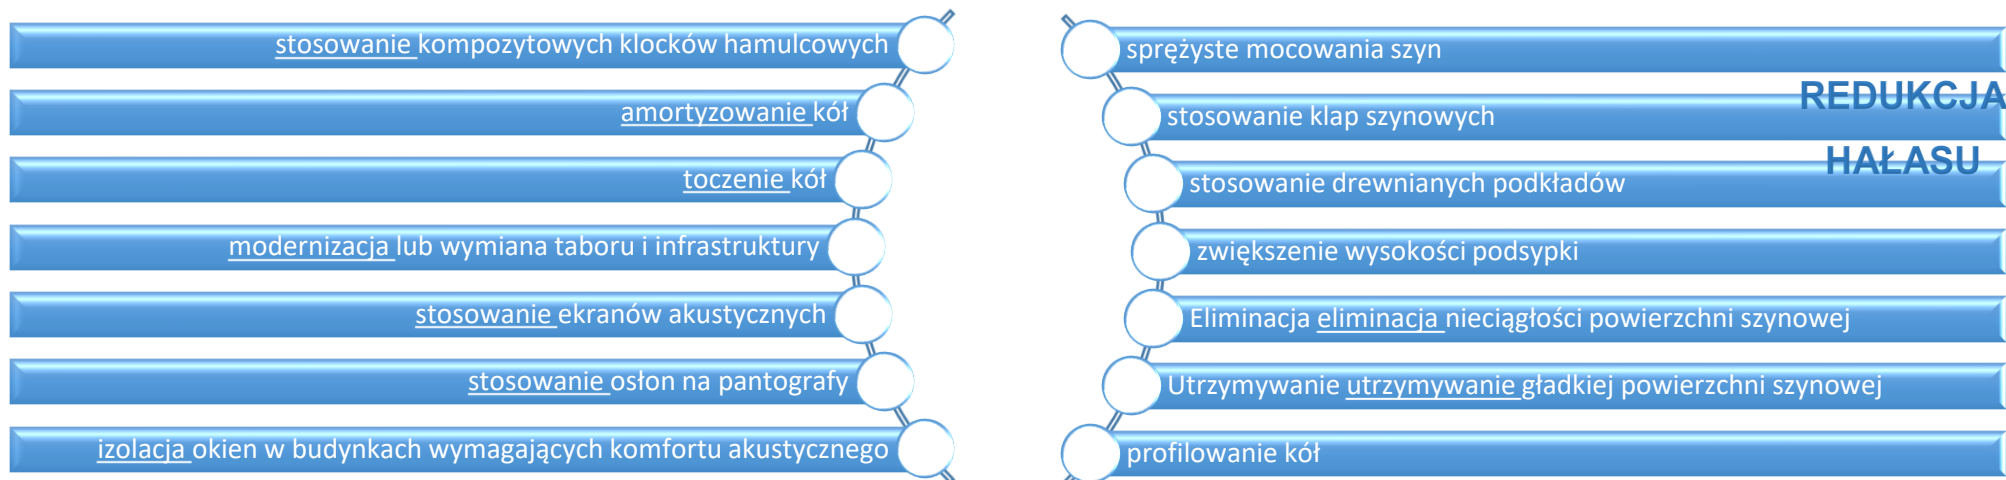 stosowanie kompozytowych klocków hamulcowych
amortyzowanie kół
toczenie kół
modernizacja lub wymiana taboru i infrastruktury
stosowanie ekranów akustycznych
stosowanie osłon na pantografy
izolacja okien w budynkach wymagających komfortu akustycznego
sprężyste mocowania szyn
REDUKCJA
stosowanie klap szynowych
HAŁASU
stosowanie drewnianych podkładów
zwiększenie wysokości podsypki
Eliminacja eliminacja nieciągłości powierzchni szynowej
Utrzymywanie utrzymywanie gładkiej powierzchni szynowej
profilowanie kół